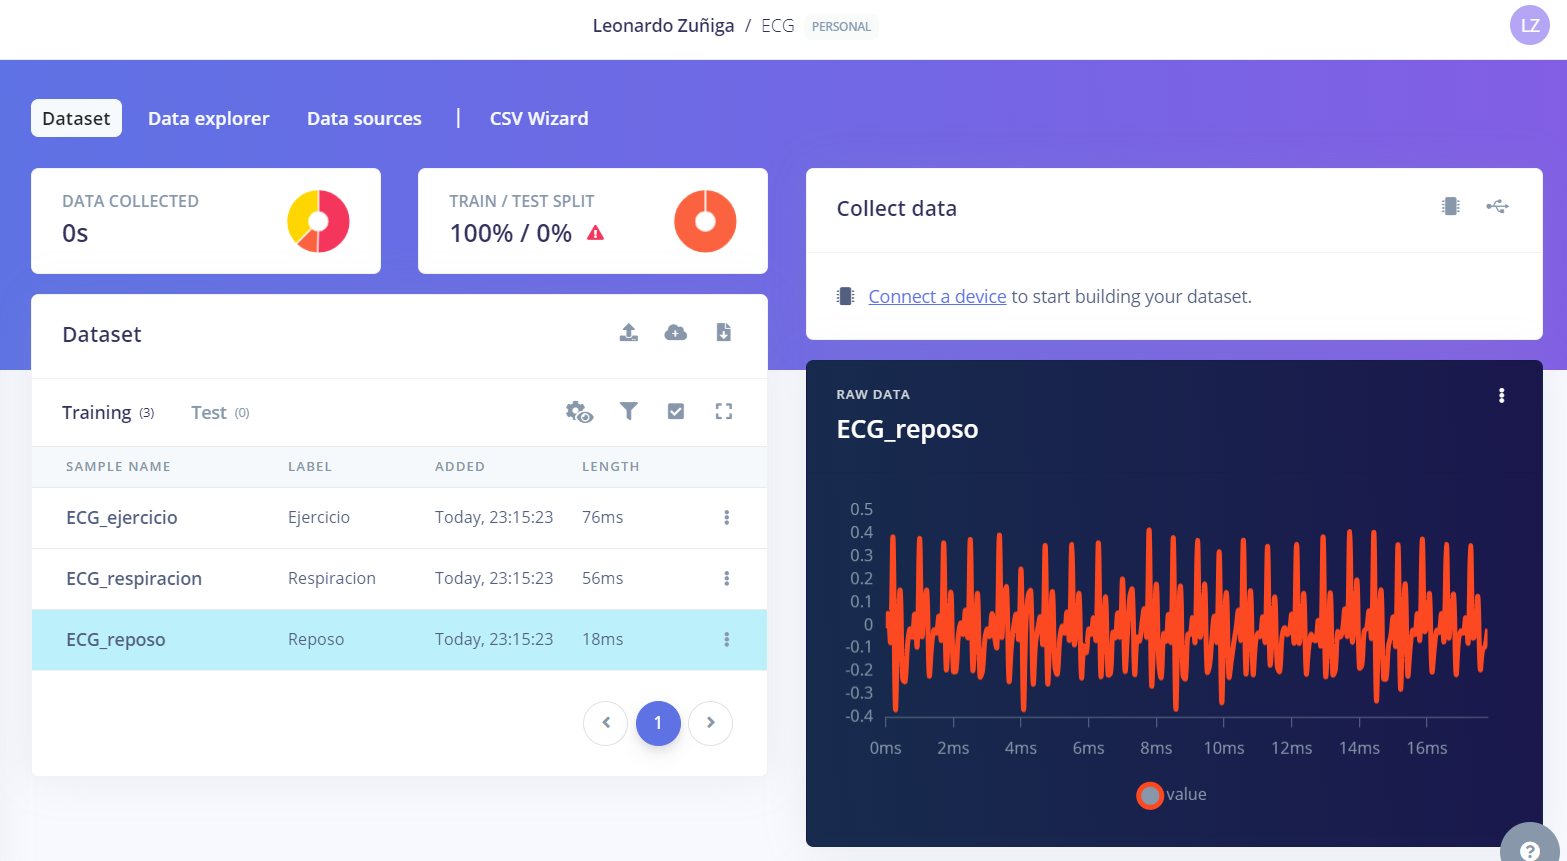 Leonardo Zuñiga / ECG PERSONAL
LZ
Dataset Data explorer Data sources | CSV Wizard
DATA COLLECTED
0s
TRAIN / TEST SPLIT
100% / 0%
Collect data
Connect a device to start building your dataset.
Dataset
Training (3) Test (0)
SAMPLE NAME LABEL ADDED LENGTH
ECG_ejercicio Ejercicio Today, 23:15:23 76ms
ECG_respiracion Respiracion Today, 23:15:23 56ms
ECG_reposo Reposo Today, 23:15:23 18ms
1
RAW DATA
ECG_reposo
0.5
0.4
0.3
0.2
0.1
0
-0.1
-0.2
-0.3
-0.4
0ms 2ms 4ms 6ms 8ms 10ms 12ms 14ms 16ms
value
?